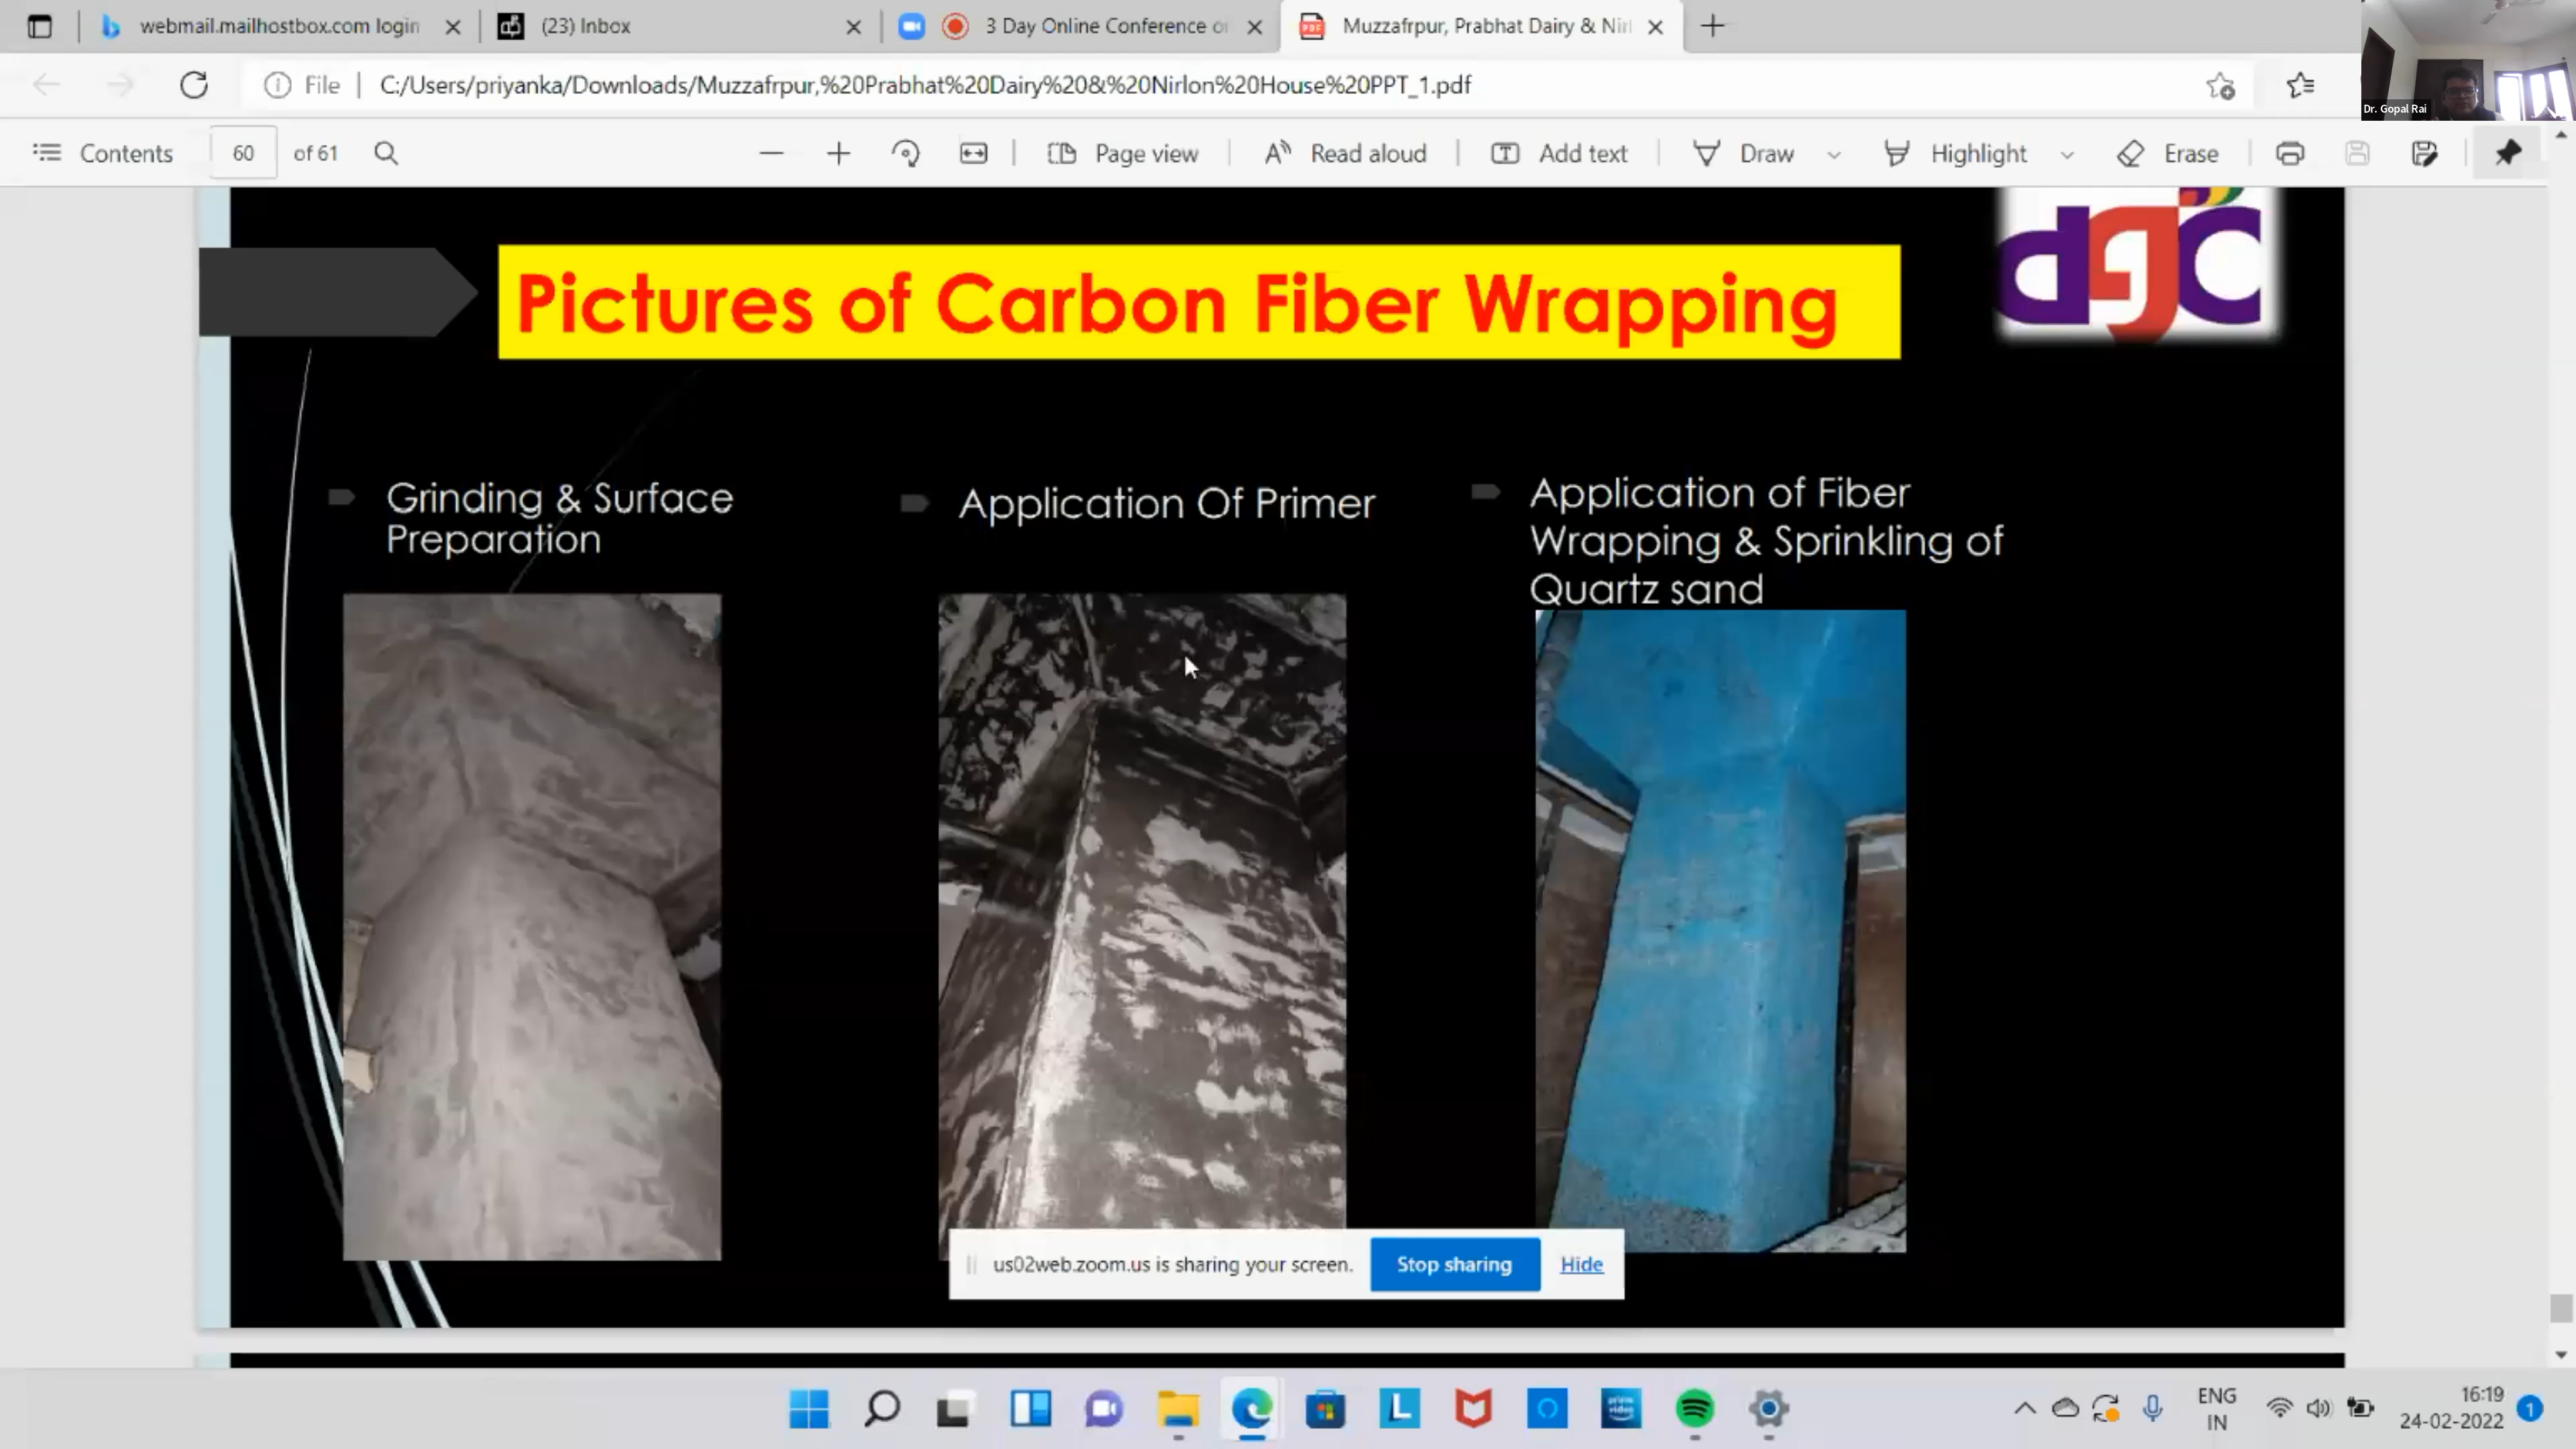 webmail.mailhostbox.com login
(23) Inbox
3 Day Online Conference o
Muzzafrpur, Prabhat Dairy & Nirl
File
C:/Users/priyanka/Downloads/Muzzafrpur,%20Prabhat%20Dairy%20&%20Nirlon%20House%20PPT_1.pdf
Dr. Gopal Rai
Contents
60 of 61
Page view
Read aloud
Add text
Draw
Highlight
Erase
dgc
Pictures of Carbon Fiber Wrapping
Grinding & Surface
Preparation
Application Of Primer
Application of Fiber
Wrapping & Sprinkling of
Quartz sand
us02web.zoom.us is sharing your screen.
Stop sharing
Hide
prime video
ENG
IN
16:19
24-02-2022
1